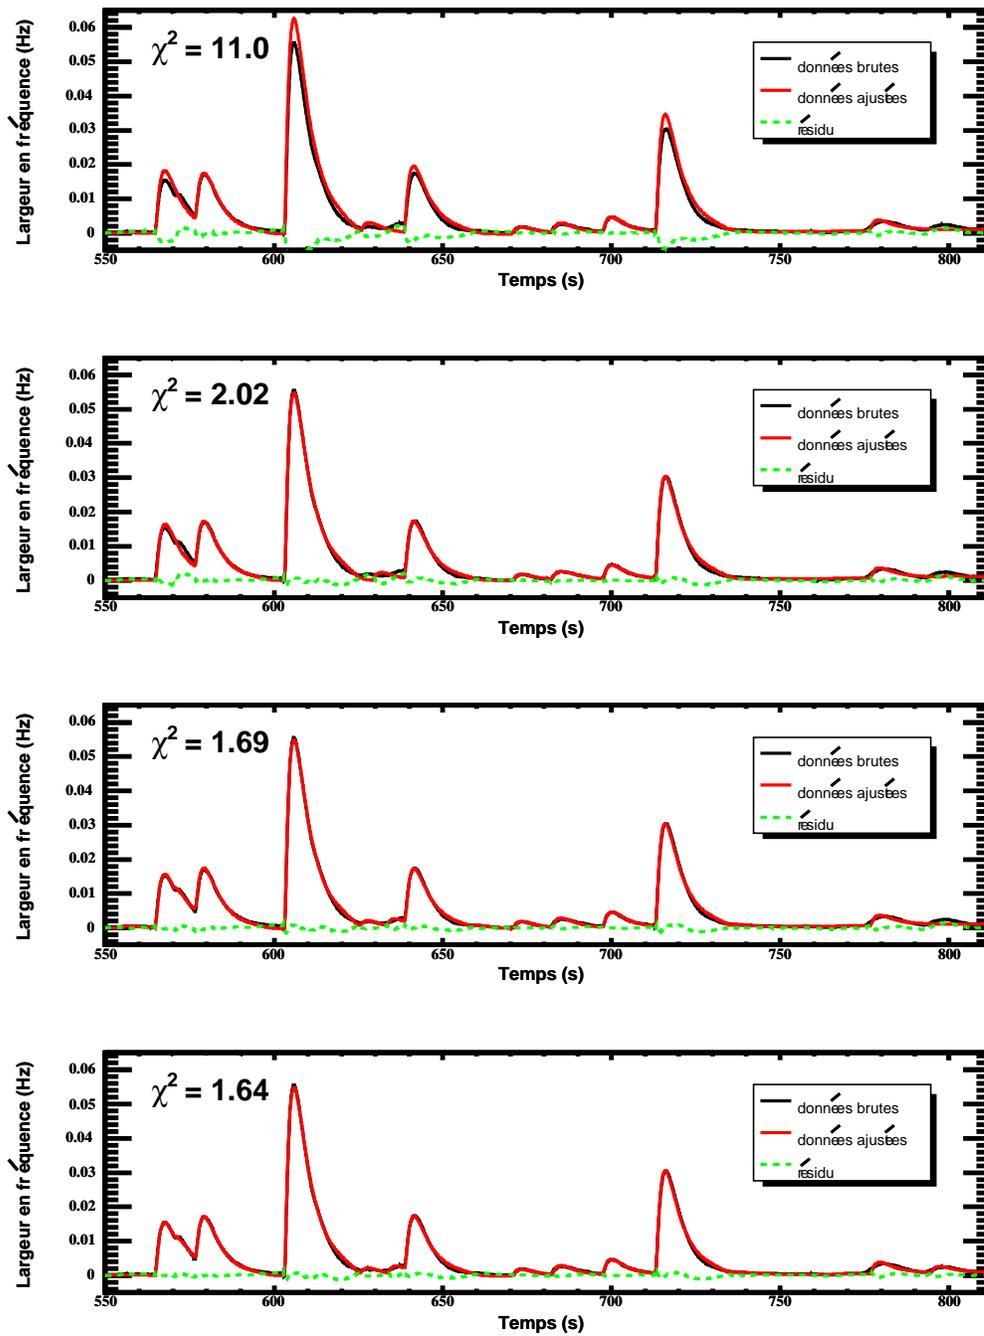 χ² = 11.0
Largeur en fréquence (Hz)
0.06
0.05
0.04
0.03
0.02
0.01
0
données brutes
données ajustées
résidu
550 600 650 700 750 800
Temps (s)
χ² = 2.02
Largeur en fréquence (Hz)
0.06
0.05
0.04
0.03
0.02
0.01
0
données brutes
données ajustées
résidu
550 600 650 700 750 800
Temps (s)
χ² = 1.69
Largeur en fréquence (Hz)
0.06
0.05
0.04
0.03
0.02
0.01
0
données brutes
données ajustées
résidu
550 600 650 700 750 800
Temps (s)
χ² = 1.64
Largeur en fréquence (Hz)
0.06
0.05
0.04
0.03
0.02
0.01
0
données brutes
données ajustées
résidu
550 600 650 700 750 800
Temps (s)